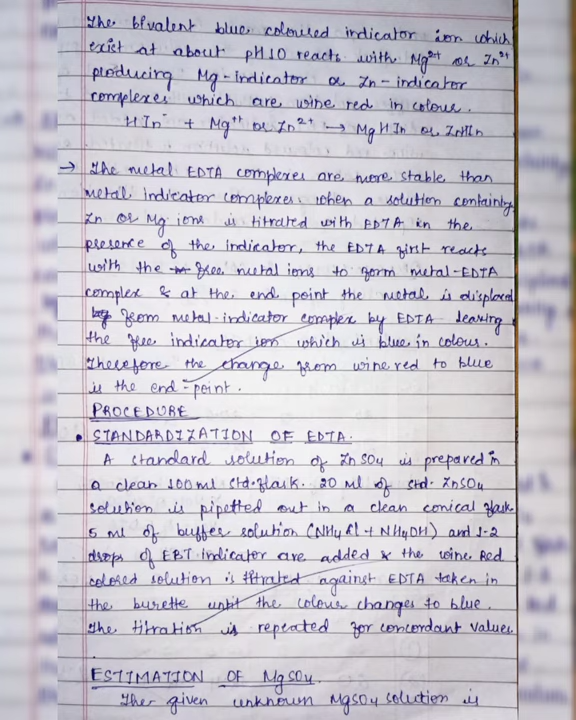 The bivalent blue coloured indicator ion which
exist at about pH 10 reacts with Mg²⁺ or Zn²⁺
producing Mg-indicator or Zn-indicator
complexes which are wine red in colour.
HIn⁻ + Mg⁺⁺ or Zn²⁺ → MgHIn or ZnHIn
→ The metal EDTA complexes are more stable than
metal indicator complexes. when a solution containing
Zn or Mg ions is titrated with EDTA in the
presence of the indicator, the EDTA first reacts
with the free metal ions to form metal-EDTA
complex & at the end point the metal is displaced
from metal-indicator complex by EDTA leaving
the free indicator ion which is blue in colour.
Therefore the change from wine red to blue
is the end-point.
PROCEDURE
• STANDARDIZATION OF EDTA.
A standard solution of ZnSO4 is prepared in
a clean 100 ml std. flask. 20 ml of std. ZnSO4
solution is pipetted out in a clean conical flask
5 ml of buffer solution (NH4Cl + NH4OH) and 1-2
drops of EBT indicator are added & the wine Red
colored solution is titrated against EDTA taken in
the burette until the colour changes to blue.
The titration is repeated for concordant values.
ESTIMATION OF MgSO4.
Ther given unknown MgSO4 solution is